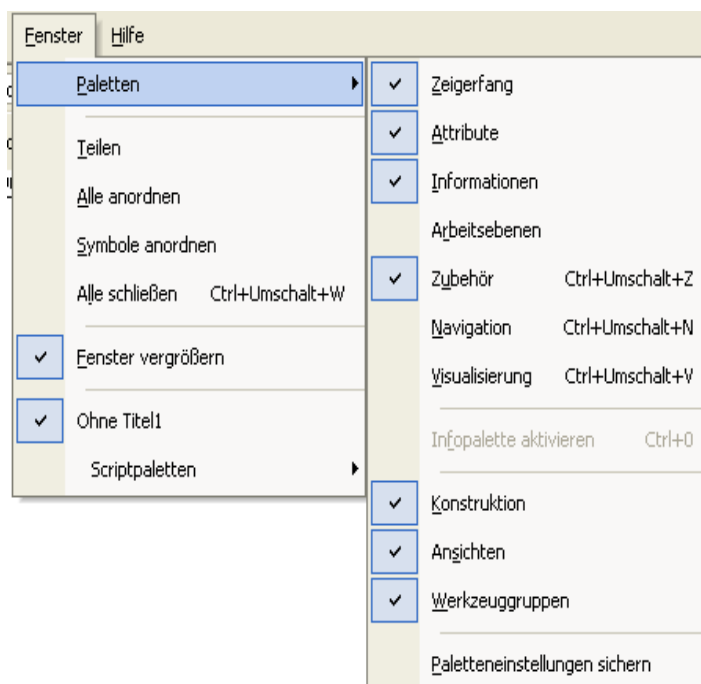 Fenster Hilfe
Paletten
Teilen
Alle anordnen
Symbole anordnen
Alle schließen Ctrl+Umschalt+W
Fenster vergrößern
Ohne Titel1
Scriptpaletten
Zeigerfang
Attribute
Informationen
Arbeitsebenen
Zubehör Ctrl+Umschalt+Z
Navigation Ctrl+Umschalt+N
Visualisierung Ctrl+Umschalt+V
Infopalette aktivieren Ctrl+0
Konstruktion
Ansichten
Werkzeuggruppen
Paletteneinstellungen sichern